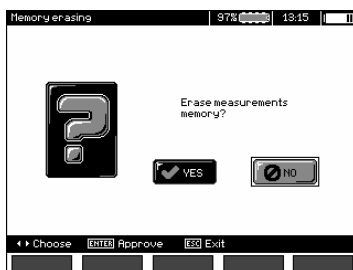 Memory erasing 97% 13:15
Erase measurements
memory?
YES NO
Choose ENTER Approve ESC Exit